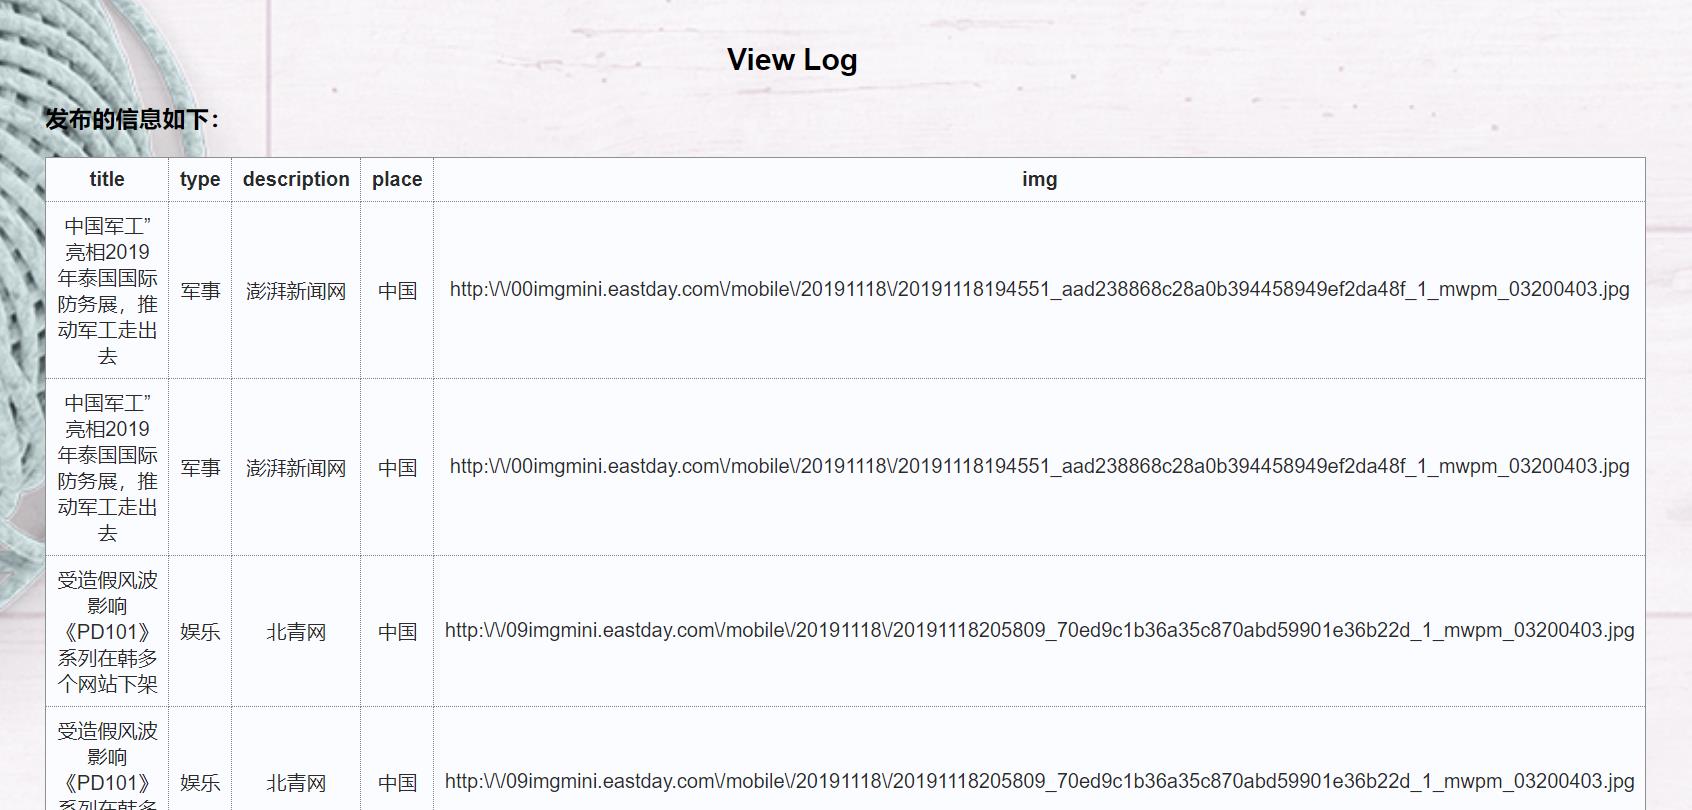 View Log
发布的信息如下：
title type description place img
中国军工”
亮相2019
年泰国国际
防务展，推
动军工走出
去
军事 澎湃新闻网 中国 http:\/\/00imgmini.eastday.com\/mobile\/20191118\/20191118194551_aad238868c28a0b394458949ef2da48f_1_mwpm_03200403.jpg
中国军工”
亮相2019
年泰国国际
防务展，推
动军工走出
去
军事 澎湃新闻网 中国 http:\/\/00imgmini.eastday.com\/mobile\/20191118\/20191118194551_aad238868c28a0b394458949ef2da48f_1_mwpm_03200403.jpg
受造假风波
影响
《PD101》
系列在韩多
个网站下架
娱乐 北青网 中国 http:\/\/09imgmini.eastday.com\/mobile\/20191118\/20191118205809_70ed9c1b36a35c870abd59901e36b22d_1_mwpm_03200403.jpg
受造假风波
影响
《PD101》
系列在韩多
娱乐 北青网 中国 http:\/\/09imgmini.eastday.com\/mobile\/20191118\/20191118205809_70ed9c1b36a35c870abd59901e36b22d_1_mwpm_03200403.jpg